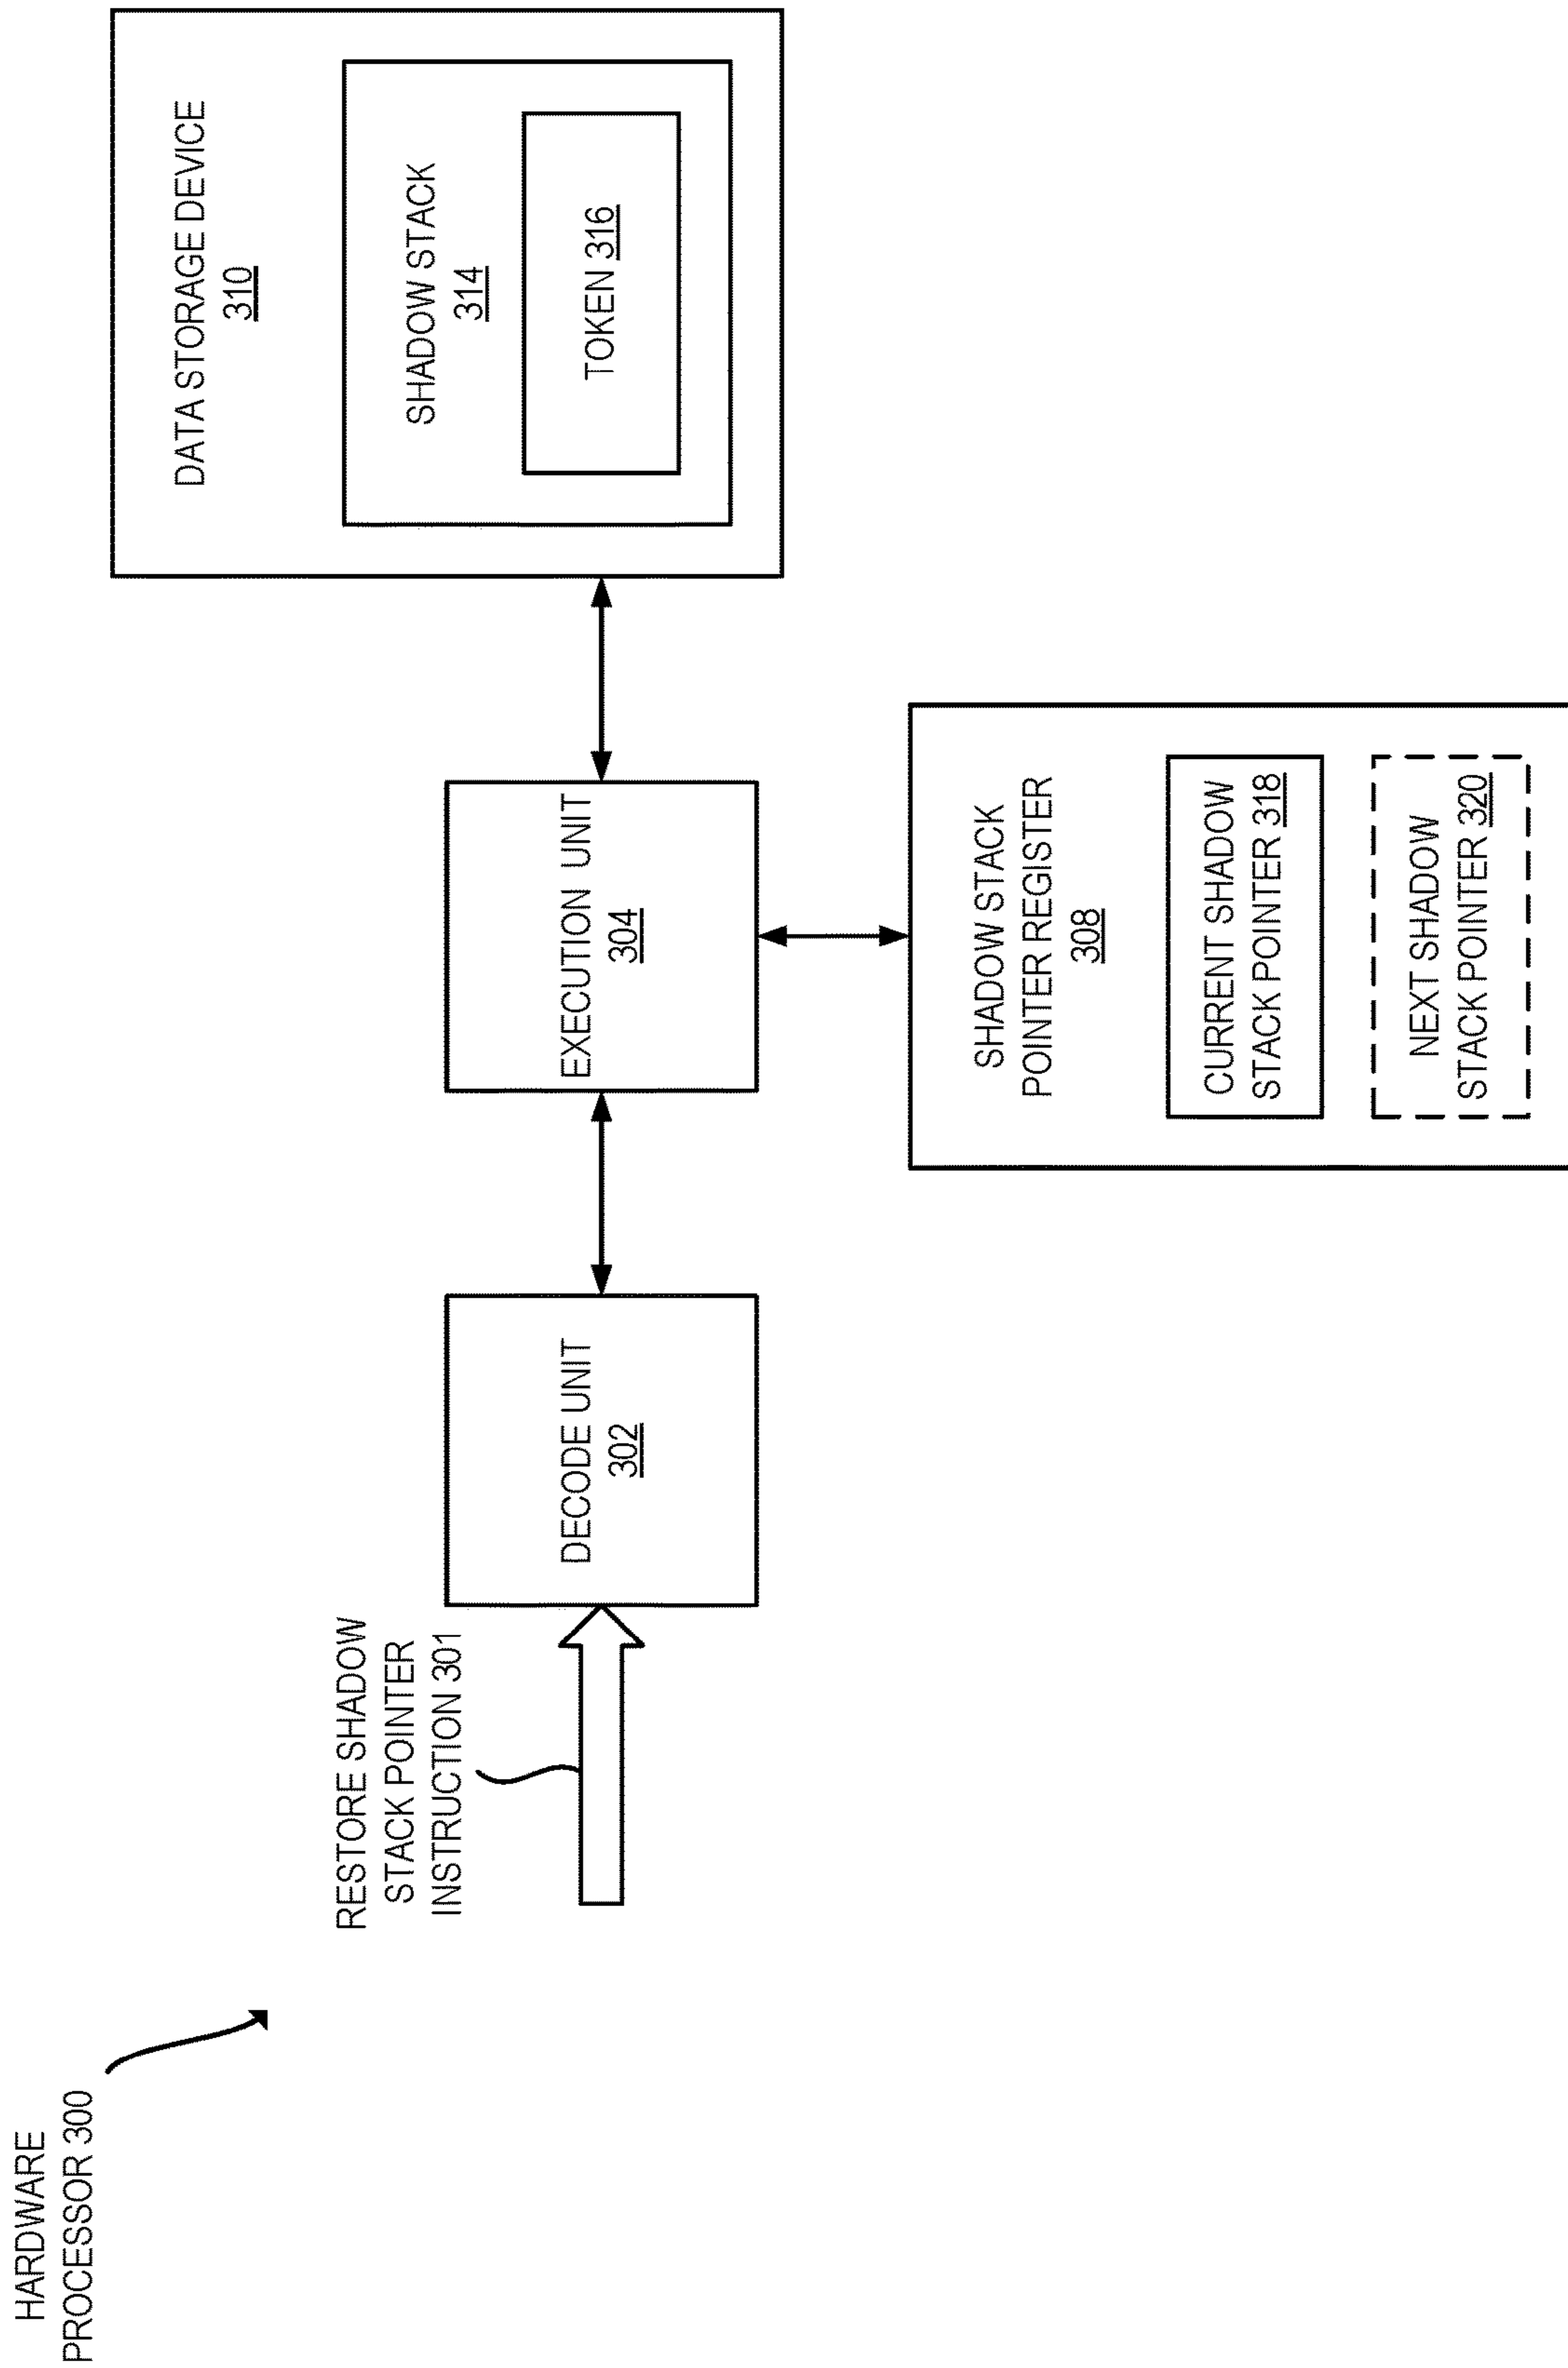 HARDWARE
PROCESSOR 300
RESTORE SHADOW
STACK POINTER
INSTRUCTION 301
DECODE UNIT
302
EXECUTION UNIT
304
DATA STORAGE DEVICE
310
SHADOW STACK
314
TOKEN 316
SHADOW STACK
POINTER REGISTER
308
CURRENT SHADOW
STACK POINTER 318
NEXT SHADOW
STACK POINTER 320